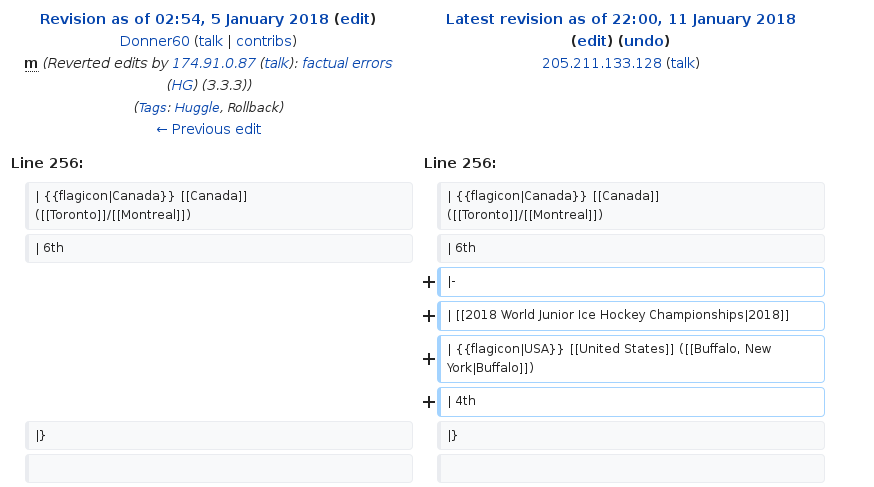 Revision as of 02:54, 5 January 2018 (edit)
Donner60 (talk | contribs)
m (Reverted edits by 174.91.0.87 (talk): factual errors
(HG) (3.3.3))
(Tags: Huggle, Rollback)
← Previous edit
Latest revision as of 22:00, 11 January 2018
(edit) (undo)
205.211.133.128 (talk)
Line 256:
Line 256:
| {{flagicon|Canada}} [[Canada]]
([[Toronto]]/[[Montreal]])
| {{flagicon|Canada}} [[Canada]]
([[Toronto]]/[[Montreal]])
| 6th
| 6th
+ |-
+ | [[2018 World Junior Ice Hockey Championships|2018]]
+ | {{flagicon|USA}} [[United States]] ([[Buffalo, New
York|Buffalo]])
+ | 4th
|}
|}